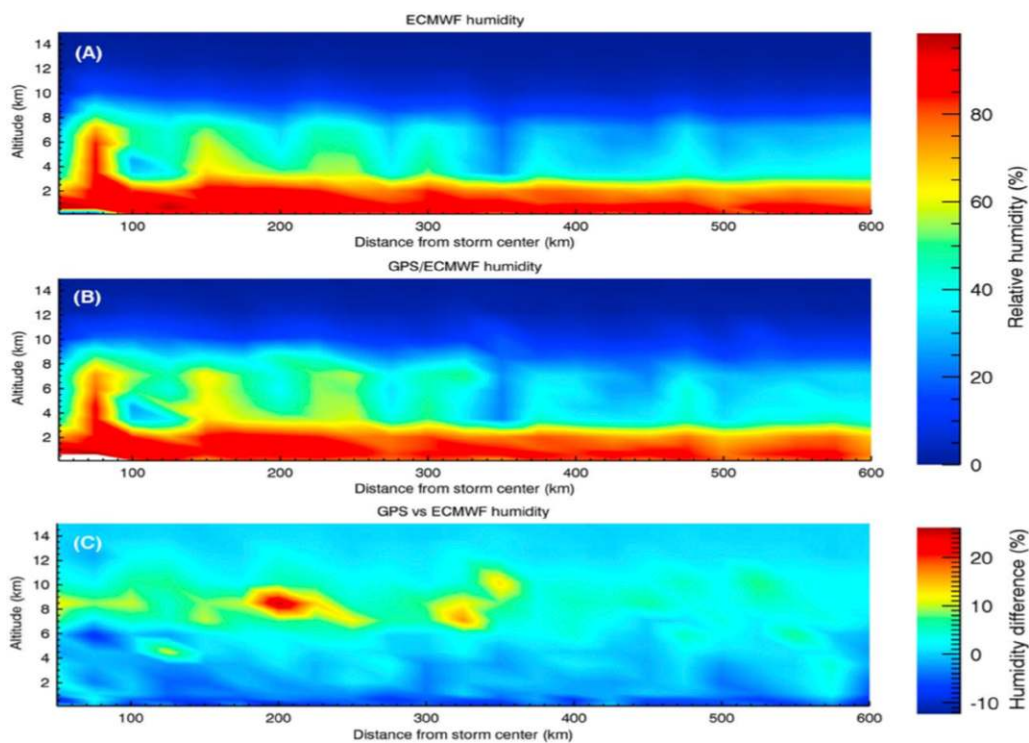 ECMWF humidity
(A)
14
12
10
8
6
4
2
Altitude (km)
100 200 300 400 500 600
Distance from storm center (km)
GPS/ECMWF humidity
(B)
14
12
10
8
6
4
2
Altitude (km)
100 200 300 400 500 600
Distance from storm center (km)
80
60
40
20
0
Relative humidity (%)
GPS vs ECMWF humidity
(C)
14
12
10
8
6
4
2
Altitude (km)
100 200 300 400 500 600
Distance from storm center (km)
20
10
0
-10
Humidity difference (%)